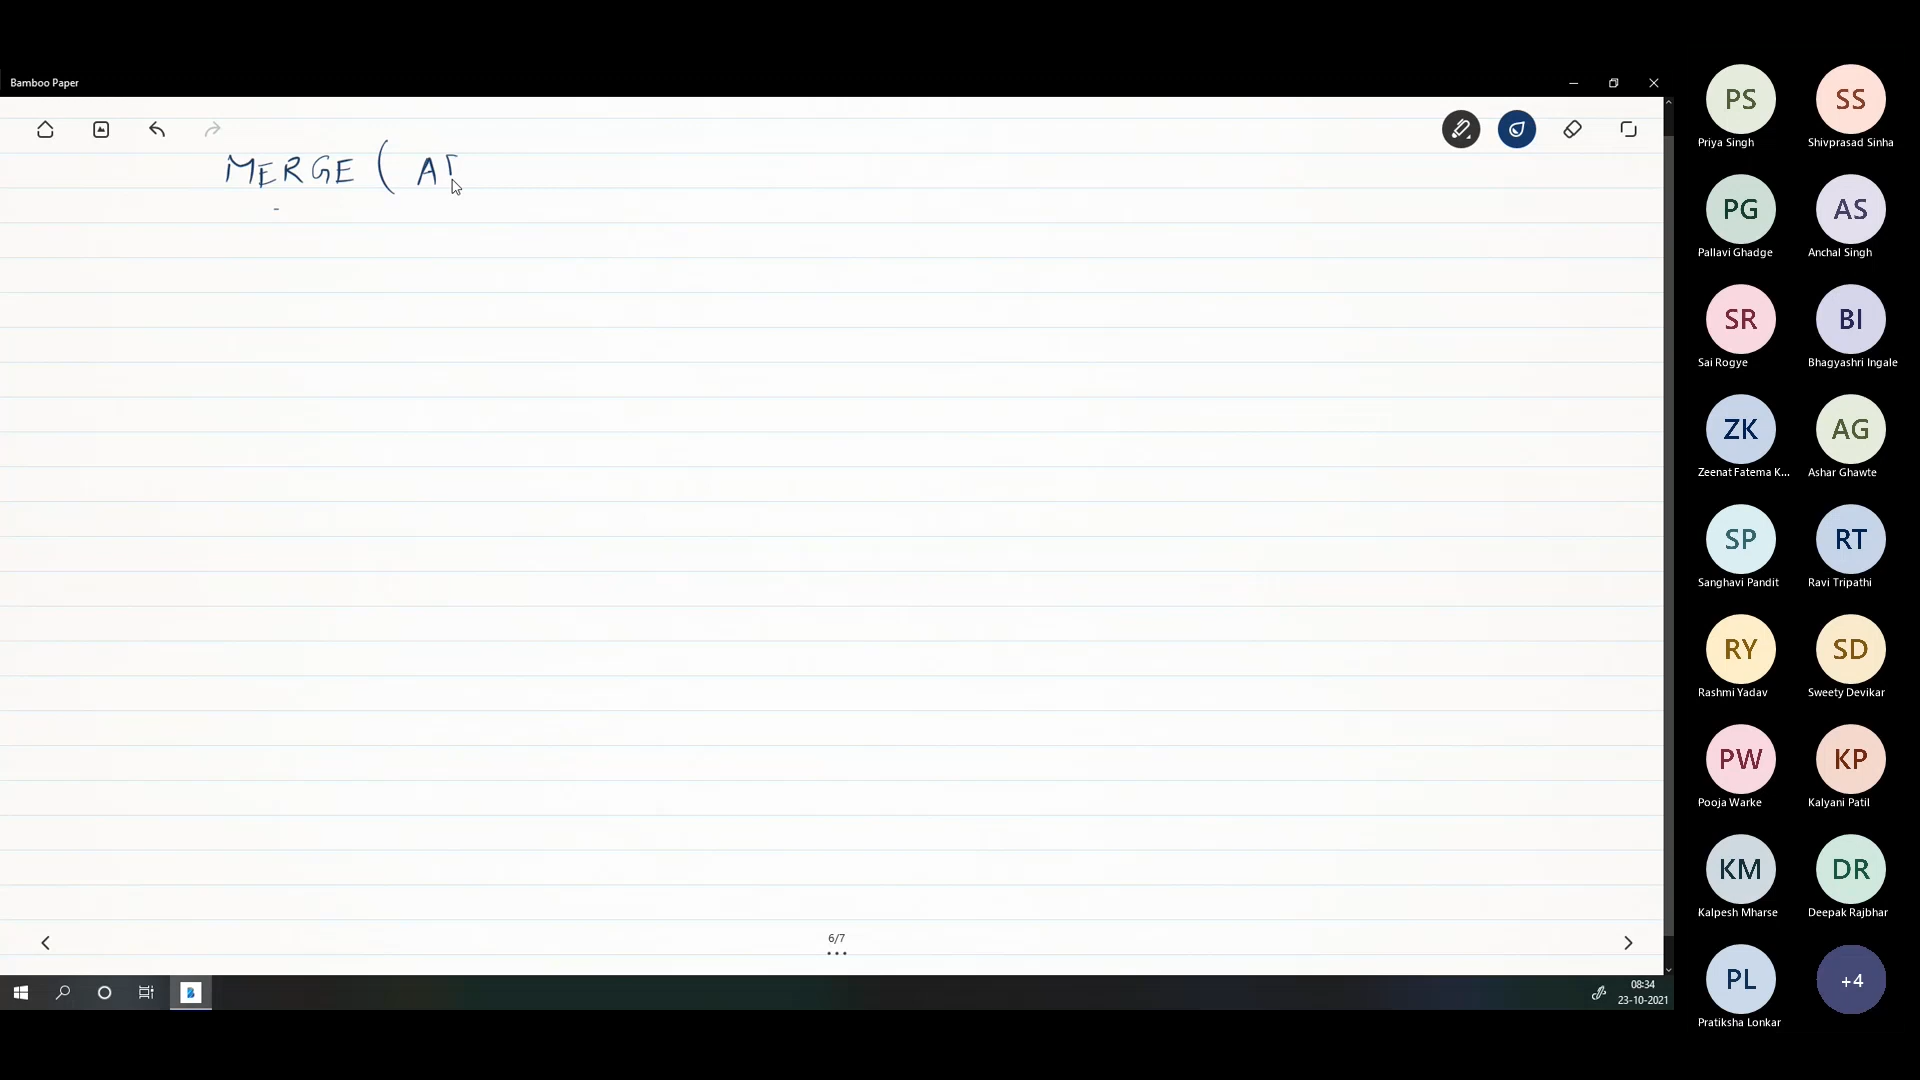 Bamboo Paper
MERGE ( A[
6/7
08:34
23-10-2021
PS
Priya Singh
SS
Shivprasad Sinha
PG
Pallavi Ghadge
AS
Anchal Singh
SR
Sai Rogye
BI
Bhagyashri Ingale
ZK
Zeenat Fatema K...
AG
Ashar Ghawte
SP
Sanghavi Pandit
RT
Ravi Tripathi
RY
Rashmi Yadav
SD
Sweety Devikar
PW
Pooja Warke
KP
Kalyani Patil
KM
Kalpesh Mharse
DR
Deepak Rajbhar
PL
Pratiksha Lonkar
+4